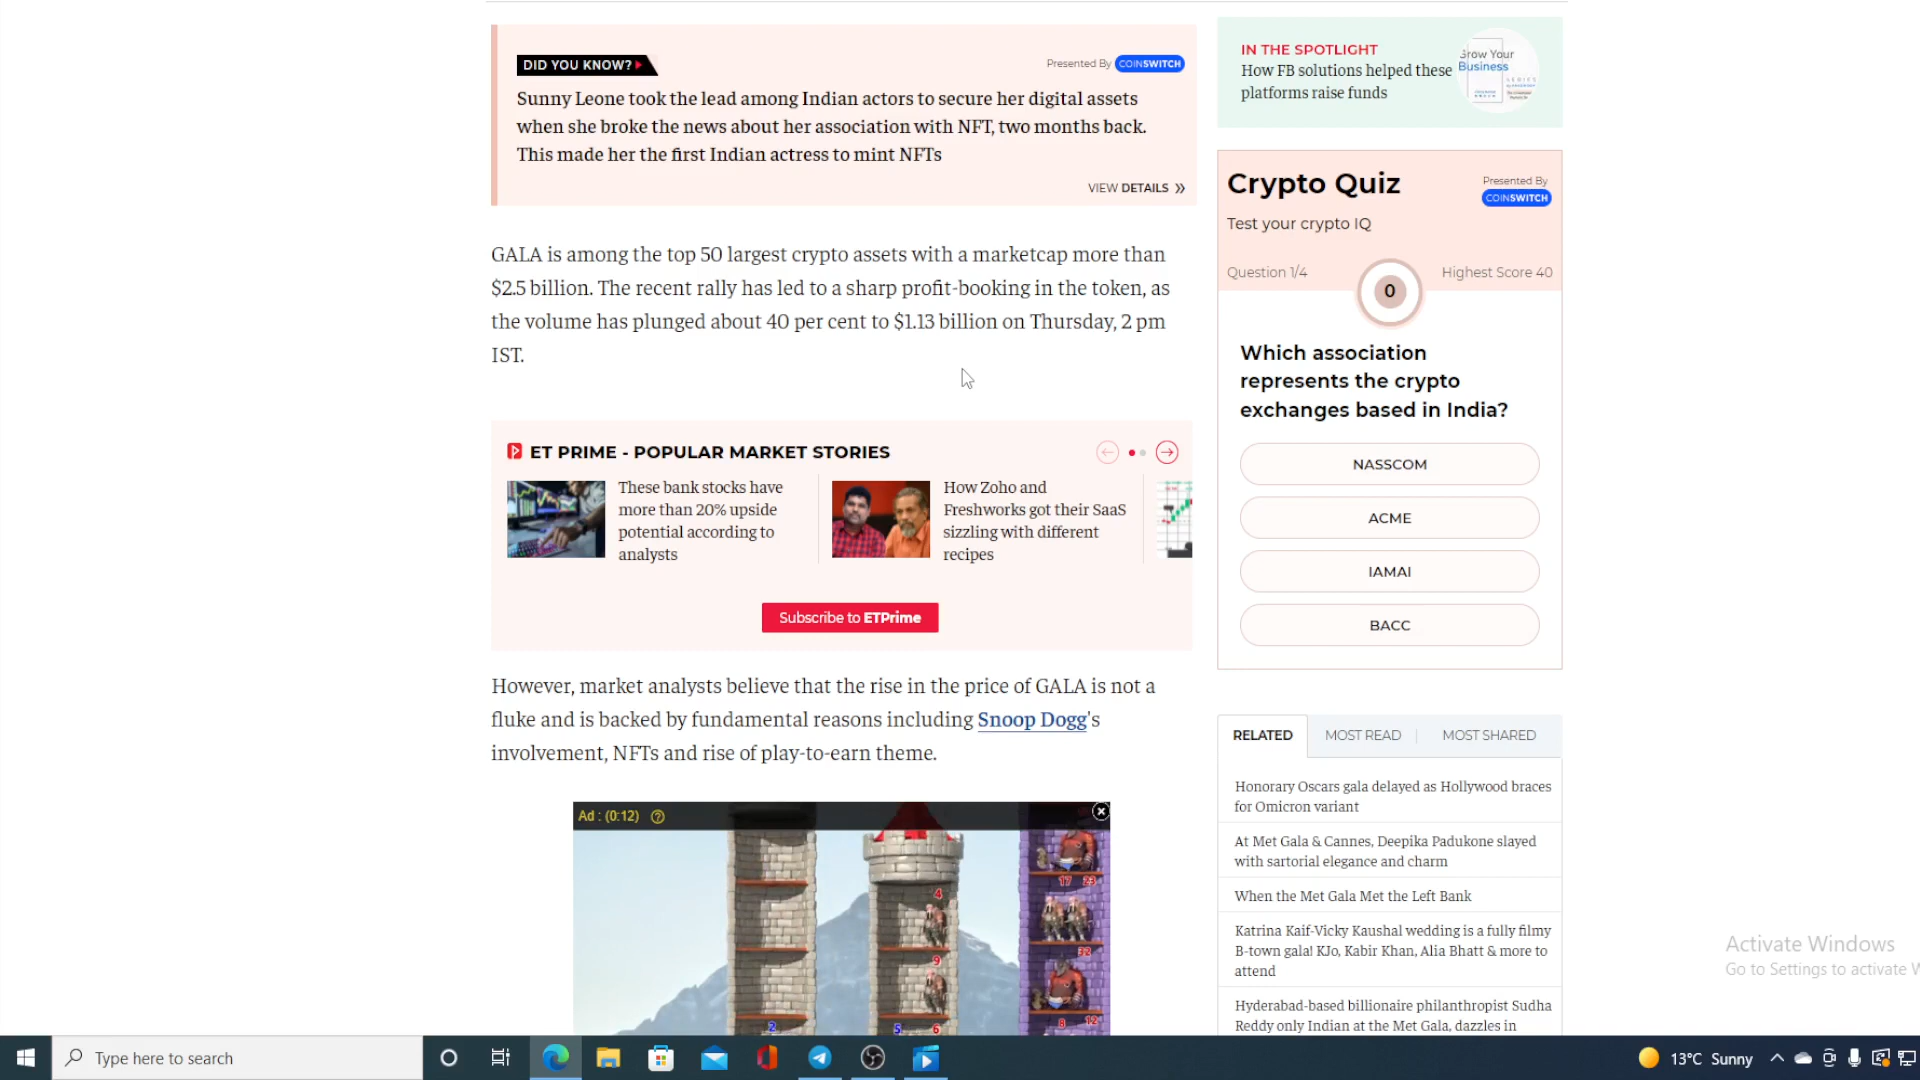 DID YOU KNOW?
Presented By COINSWITCH
Sunny Leone took the lead among Indian actors to secure her digital assets
when she broke the news about her association with NFT, two months back.
This made her the first Indian actress to mint NFTs
VIEW DETAILS
GALA is among the top 50 largest crypto assets with a marketcap more than
$2.5 billion. The recent rally has led to a sharp profit-booking in the token, as
the volume has plunged about 40 per cent to $1.13 billion on Thursday, 2 pm
IST.
ET PRIME - POPULAR MARKET STORIES
These bank stocks have
more than 20% upside
potential according to
analysts
How Zoho and
Freshworks got their SaaS
sizzling with different
recipes
Subscribe to ETPrime
However, market analysts believe that the rise in the price of GALA is not a
fluke and is backed by fundamental reasons including Snoop Dogg's
involvement, NFTs and rise of play-to-earn theme.
Ad : (0:12)
17 23
4
32
9
8 12
2
5 6
IN THE SPOTLIGHT
How FB solutions helped these
platforms raise funds
Grow Your
Business
Crypto Quiz
Presented By
COINSWITCH
Test your crypto IQ
Question 1/4
0
Highest Score 40
Which association
represents the crypto
exchanges based in India?
NASSCOM
ACME
IAMAI
BACC
RELATED MOST READ MOST SHARED
Honorary Oscars gala delayed as Hollywood braces
for Omicron variant
At Met Gala & Cannes, Deepika Padukone slayed
with sartorial elegance and charm
When the Met Gala Met the Left Bank
Katrina Kaif-Vicky Kaushal wedding is a fully filmy
B-town gala! KJo, Kabir Khan, Alia Bhatt & more to
attend
Hyderabad-based billionaire philanthropist Sudha
Reddy only Indian at the Met Gala, dazzles in
Activate Windows
Go to Settings to activate W
Type here to search
13°C Sunny